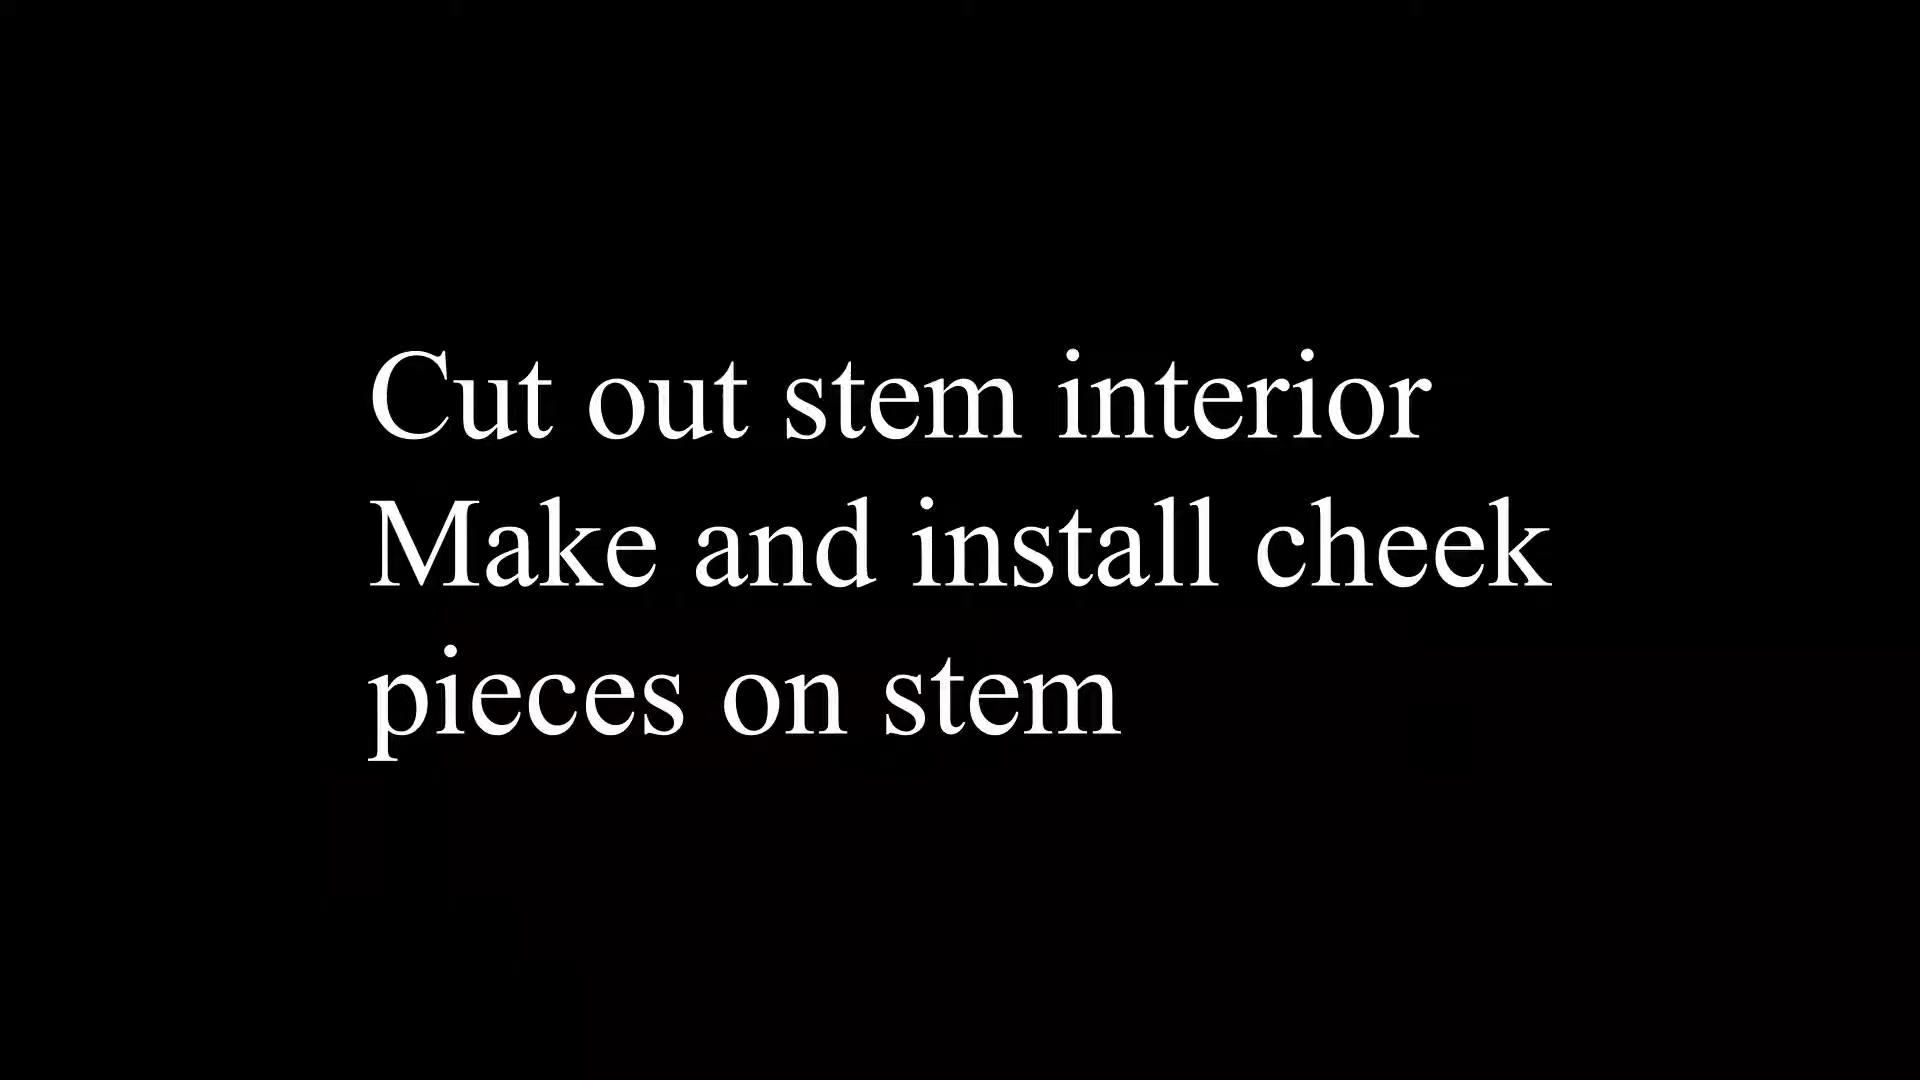 Cut out stem interior
Make and install cheek
pieces on stem